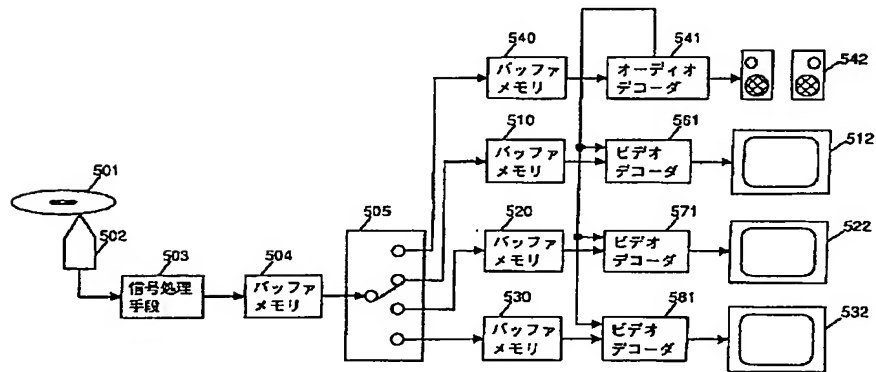 540
バッファ
メモリ
541
オーディオ
デコーダ
542
510
バッファ
メモリ
561
ビデオ
デコーダ
512
501
502
503
信号処理
手段
504
バッファ
メモリ
505
520
バッファ
メモリ
571
ビデオ
デコーダ
522
530
バッファ
メモリ
581
ビデオ
デコーダ
532